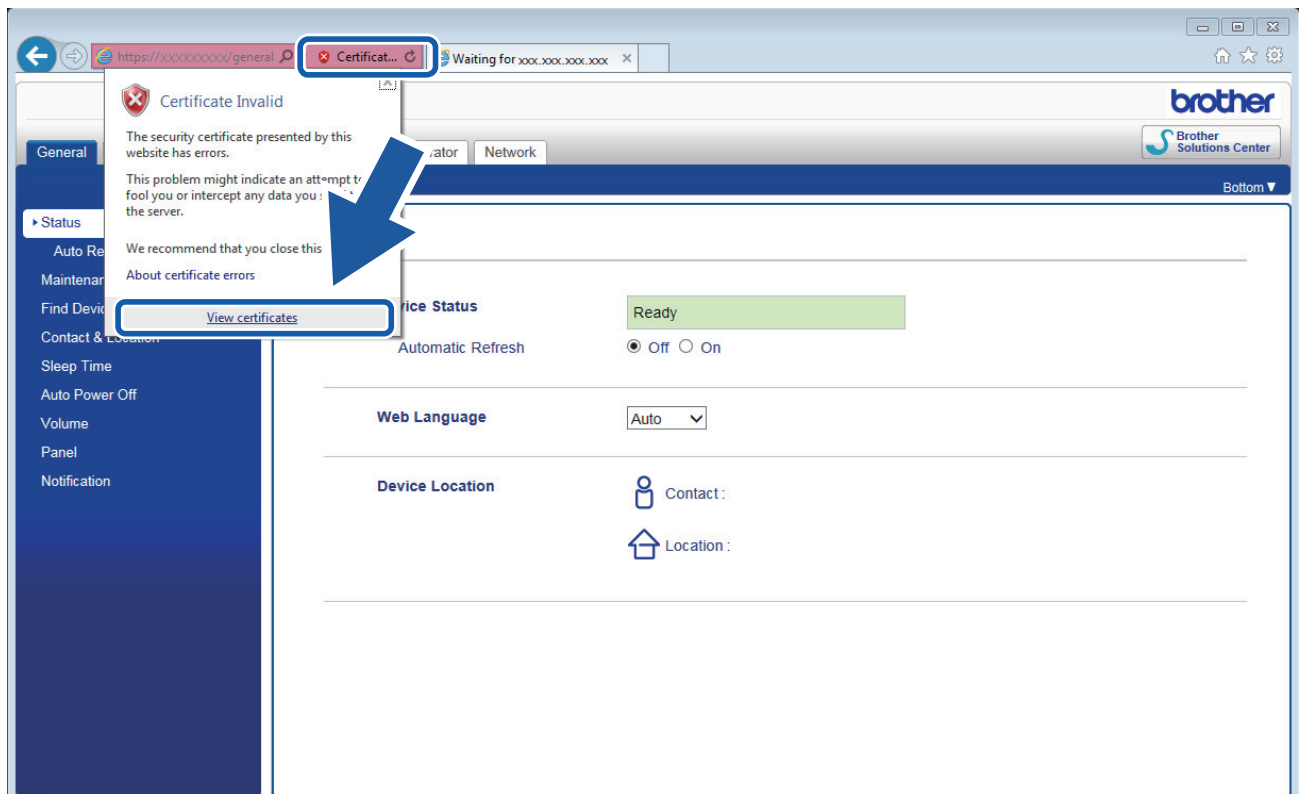 https://xxxxxxxxxx/general
Certificat...
Waiting for xxx.xxx.xxx.xxx
Certificate Invalid
The security certificate presented by this
website has errors.
This problem might indicate an attempt to
fool you or intercept any data you
the server.
We recommend that you close this
About certificate errors
View certificates
brother
Brother
Solutions Center
General
Network
Bottom▼
Status
Auto Re
Maintenan
Find Devic
Contact & Location
Sleep Time
Auto Power Off
Volume
Panel
Notification
vice Status
Ready
Automatic Refresh
Off
On
Web Language
Auto
Device Location
Contact :
Location :